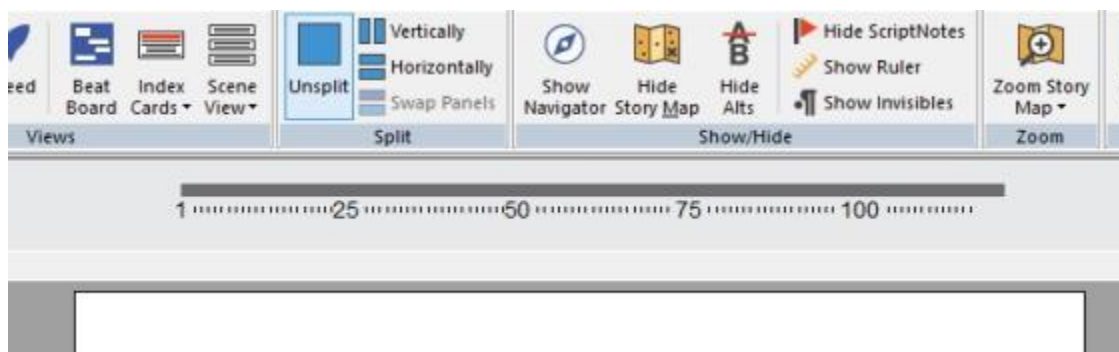 eed
Beat Board
Index Cards
Scene View
Views
Unsplit
Vertically
Horizontally
Swap Panels
Split
Show Navigator
Hide Story Map
Hide Alts
Hide ScriptNotes
Show Ruler
Show Invisibles
Show/Hide
Zoom Story Map
Zoom
1 25 50 75 100